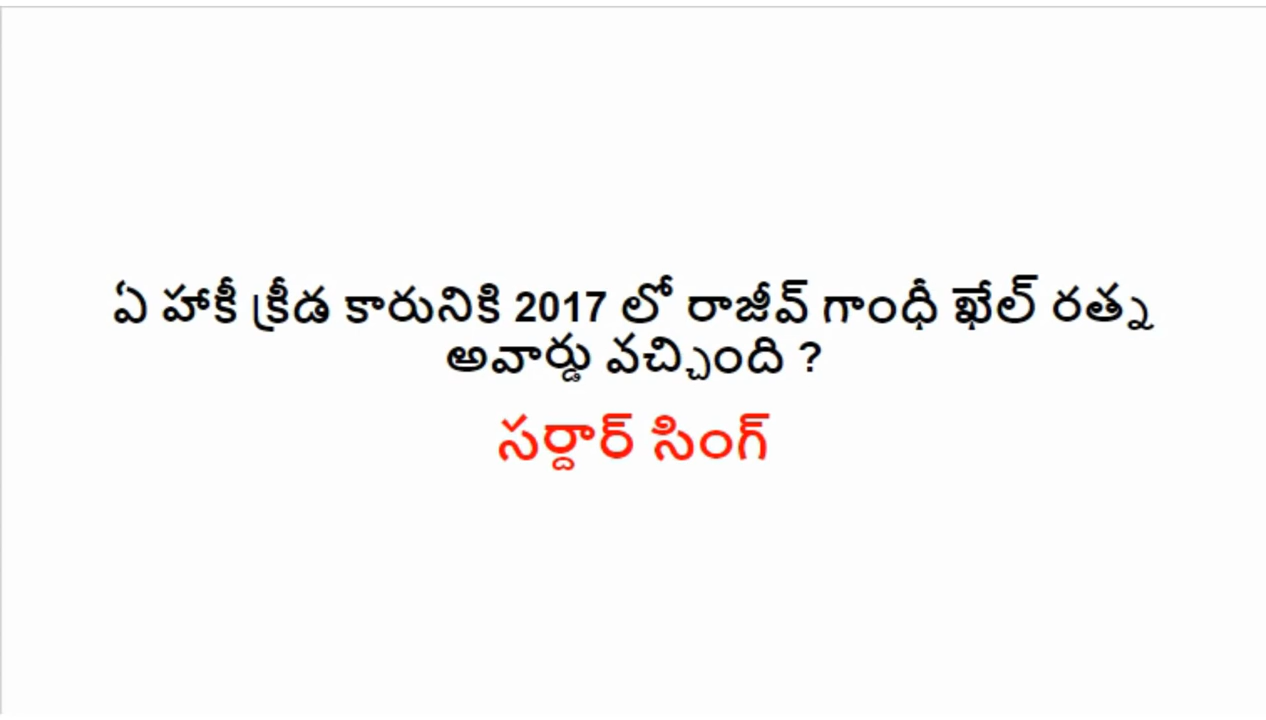 ఏ హాకీ క్రీడ కారునికి 2017 లో రాజీవ్ గాంధీ ఖేల్ రత్న
అవార్డు వచ్చింది ?
సర్దార్ సింగ్